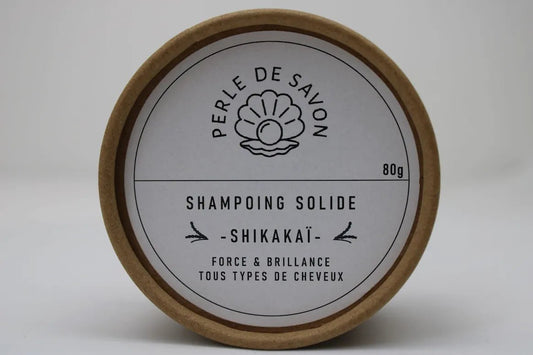 PERLE DE SAVON
80g
SHAMPOING SOLIDE
-SHIKAKAÏ-
FORCE & BRILLANCE
TOUS TYPES DE CHEVEUX